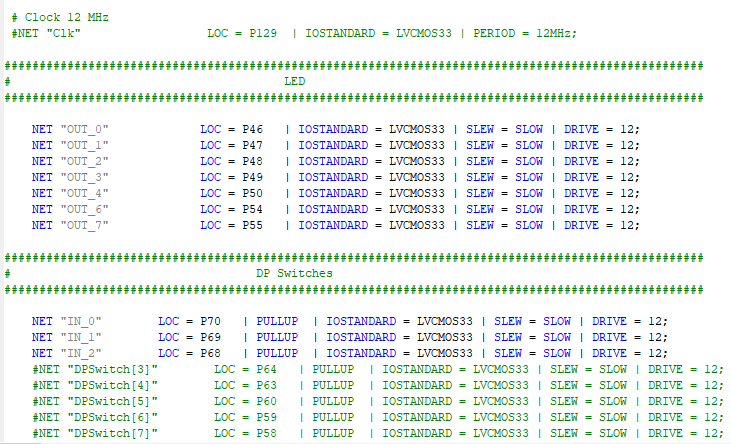 # Clock 12 MHz
#NET "Clk" LOC = P129 | IOSTANDARD = LVCMOS33 | PERIOD = 12MHz;
####################################################################################################
# LED
####################################################################################################
NET "OUT_0" LOC = P46 | IOSTANDARD = LVCMOS33 | SLEW = SLOW | DRIVE = 12;
NET "OUT_1" LOC = P47 | IOSTANDARD = LVCMOS33 | SLEW = SLOW | DRIVE = 12;
NET "OUT_2" LOC = P48 | IOSTANDARD = LVCMOS33 | SLEW = SLOW | DRIVE = 12;
NET "OUT_3" LOC = P49 | IOSTANDARD = LVCMOS33 | SLEW = SLOW | DRIVE = 12;
NET "OUT_4" LOC = P50 | IOSTANDARD = LVCMOS33 | SLEW = SLOW | DRIVE = 12;
NET "OUT_6" LOC = P54 | IOSTANDARD = LVCMOS33 | SLEW = SLOW | DRIVE = 12;
NET "OUT_7" LOC = P55 | IOSTANDARD = LVCMOS33 | SLEW = SLOW | DRIVE = 12;
####################################################################################################
# DP Switches
####################################################################################################
NET "IN_0" LOC = P70 | PULLUP | IOSTANDARD = LVCMOS33 | SLEW = SLOW | DRIVE = 12;
NET "IN_1" LOC = P69 | PULLUP | IOSTANDARD = LVCMOS33 | SLEW = SLOW | DRIVE = 12;
NET "IN_2" LOC = P68 | PULLUP | IOSTANDARD = LVCMOS33 | SLEW = SLOW | DRIVE = 12;
#NET "DPSwitch[3]" LOC = P64 | PULLUP | IOSTANDARD = LVCMOS33 | SLEW = SLOW | DRIVE = 12;
#NET "DPSwitch[4]" LOC = P63 | PULLUP | IOSTANDARD = LVCMOS33 | SLEW = SLOW | DRIVE = 12;
#NET "DPSwitch[5]" LOC = P60 | PULLUP | IOSTANDARD = LVCMOS33 | SLEW = SLOW | DRIVE = 12;
#NET "DPSwitch[6]" LOC = P59 | PULLUP | IOSTANDARD = LVCMOS33 | SLEW = SLOW | DRIVE = 12;
#NET "DPSwitch[7]" LOC = P58 | PULLUP | IOSTANDARD = LVCMOS33 | SLEW = SLOW | DRIVE = 12;